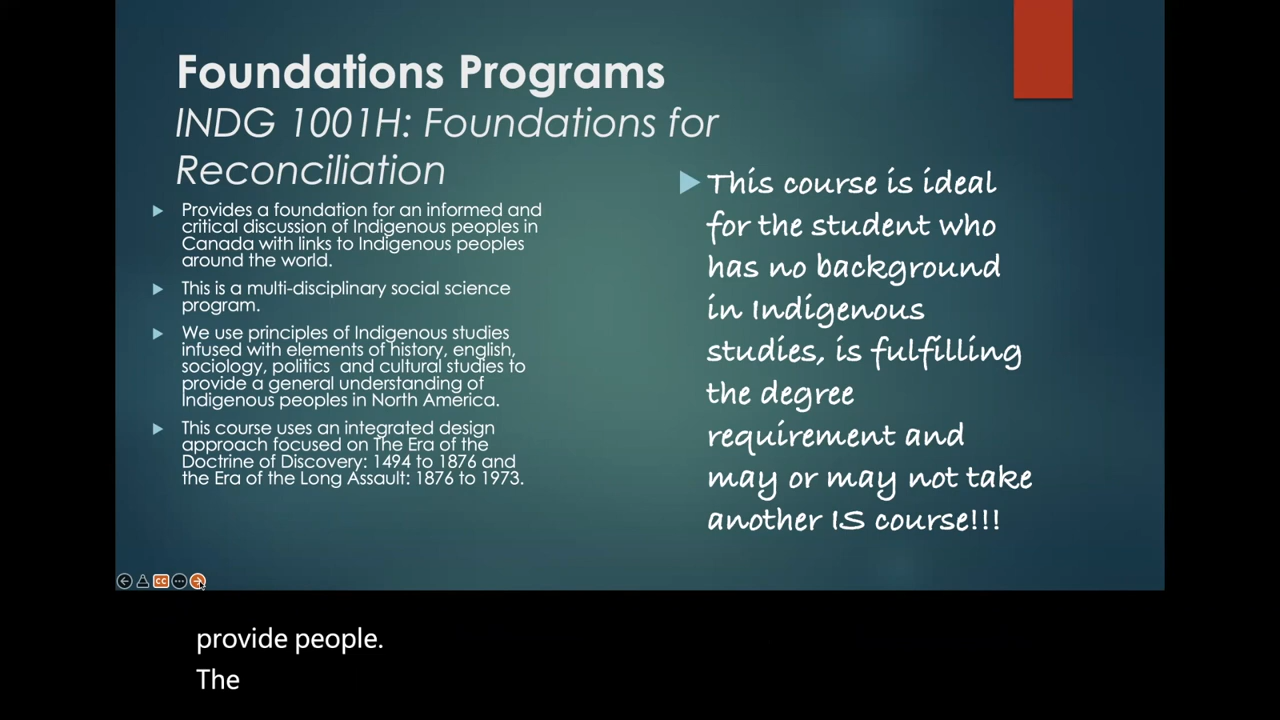 Foundations Programs
INDG 1001H: Foundations for
Reconciliation
Provides a foundation for an informed and
critical discussion of Indigenous peoples in
Canada with links to Indigenous peoples
around the world.
This is a multi-disciplinary social science
program.
We use principles of Indigenous studies
infused with elements of history, english,
sociology, politics and cultural studies to
provide a general understanding of
Indigenous peoples in North America.
This course uses an integrated design
approach focused on The Era of the
Doctrine of Discovery: 1494 to 1876 and
the Era of the Long Assault: 1876 to 1973.
This course is ideal
for the student who
has no background
in Indigenous
studies, is fulfilling
the degree
requirement and
may or may not take
another IS course!!!
CC
provide people.
The